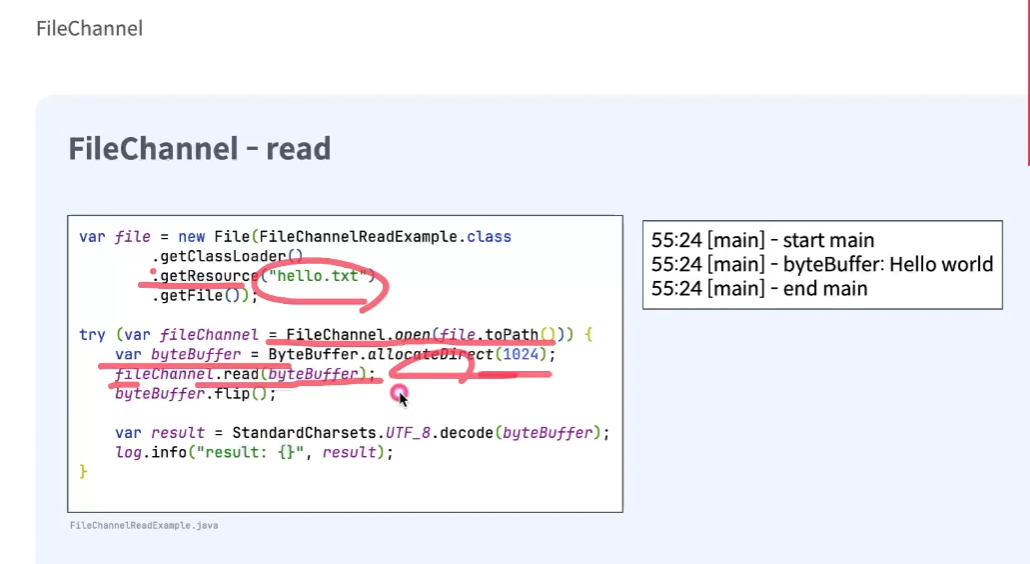 FileChannel
FileChannel - read
var file = new File(FileChannelReadExample.class
.getClassLoader()
.getResource("hello.txt")
.getFile());
try (var fileChannel = FileChannel.open(file.toPath())) {
var byteBuffer = ByteBuffer.allocateDirect(1024);
fileChannel.read(byteBuffer);
byteBuffer.flip();
var result = StandardCharsets.UTF_8.decode(byteBuffer);
log.info("result: {}", result);
}
FileChannelReadExample.java
55:24 [main] - start main
55:24 [main] - byteBuffer: Hello world
55:24 [main] - end main